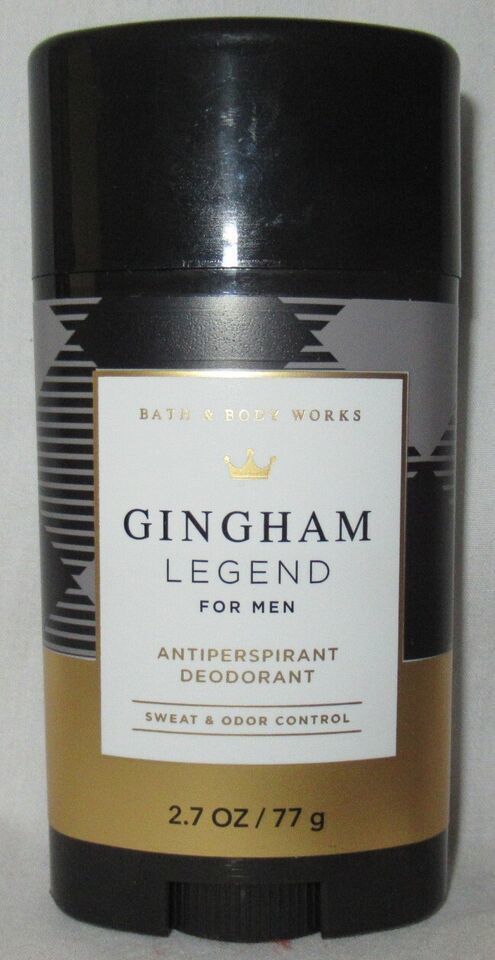 BATH & BODY WORKS
GINGHAM
LEGEND
FOR MEN
ANTIPERSPIRANT
DEODORANT
SWEAT & ODOR CONTROL
2.7 OZ / 77 g